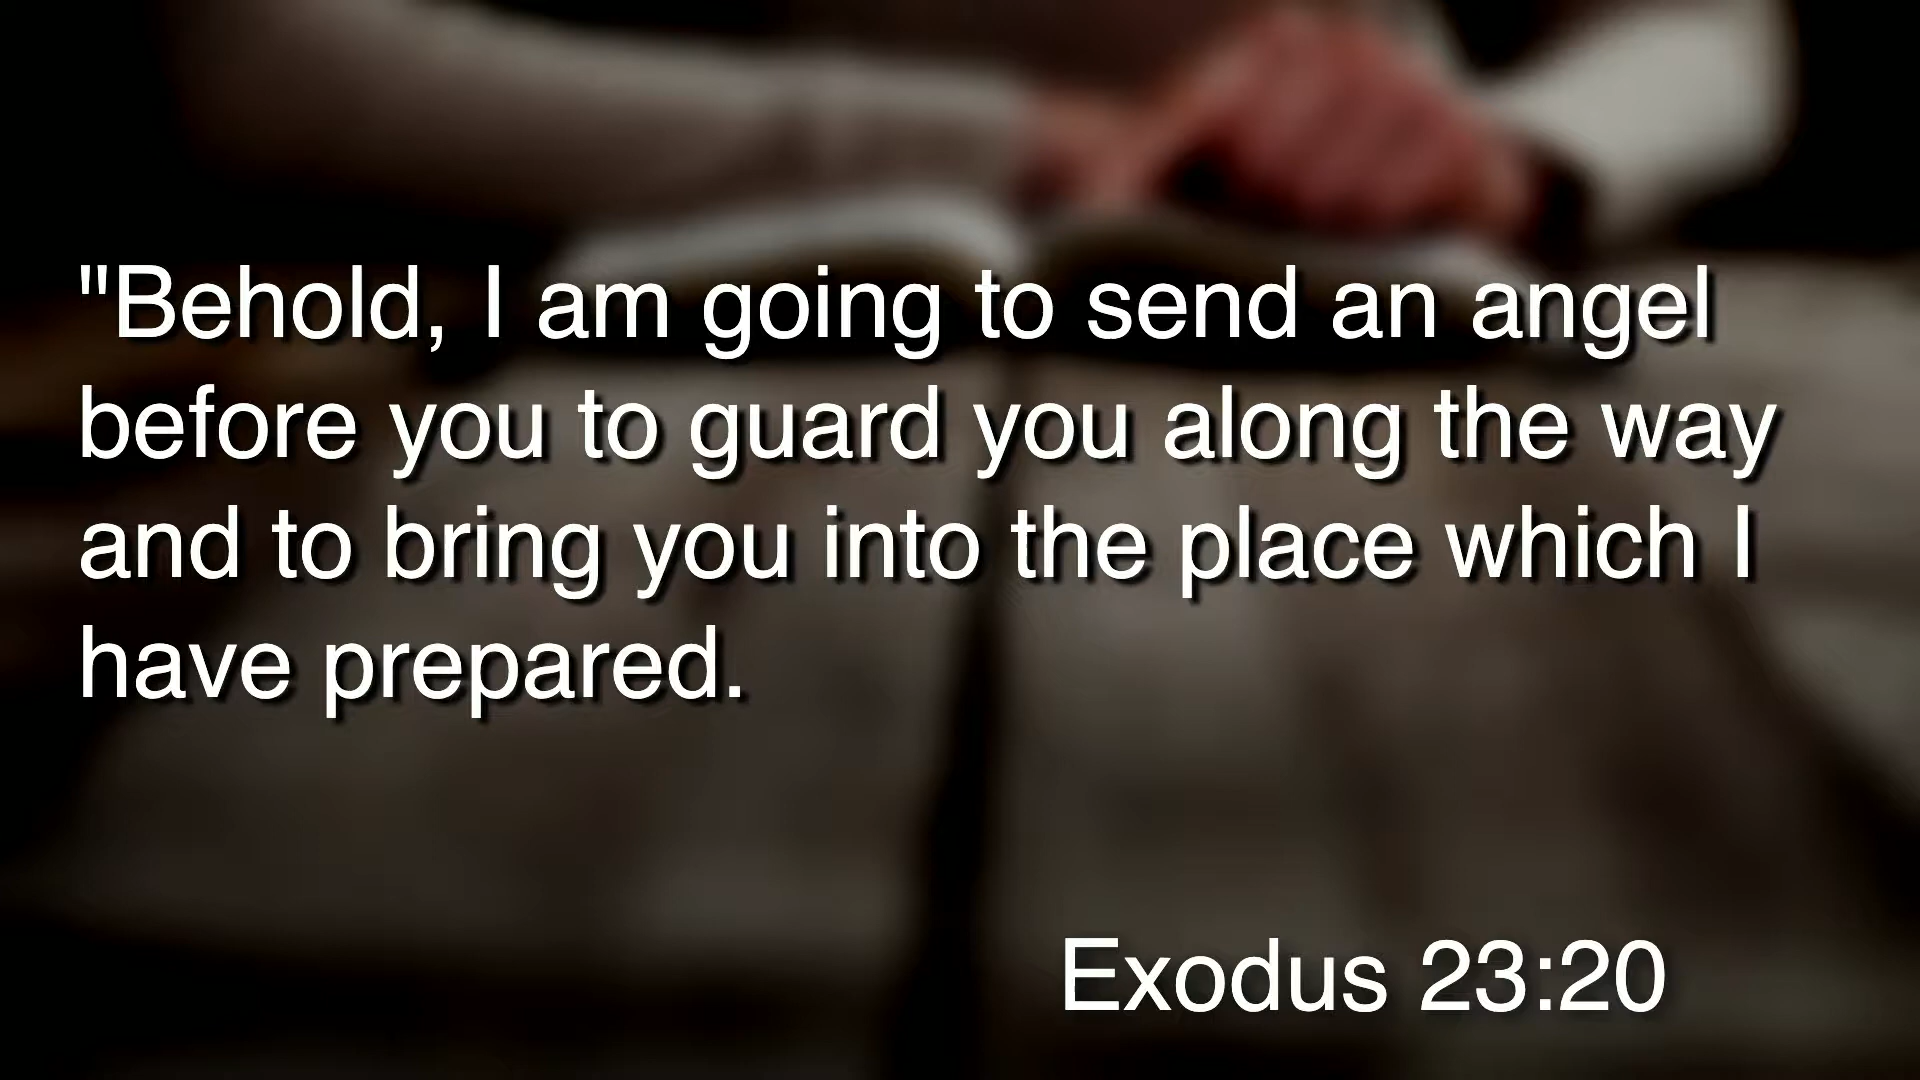 "Behold, I am going to send an angel
before you to guard you along the way
and to bring you into the place which I
have prepared.
Exodus 23:20